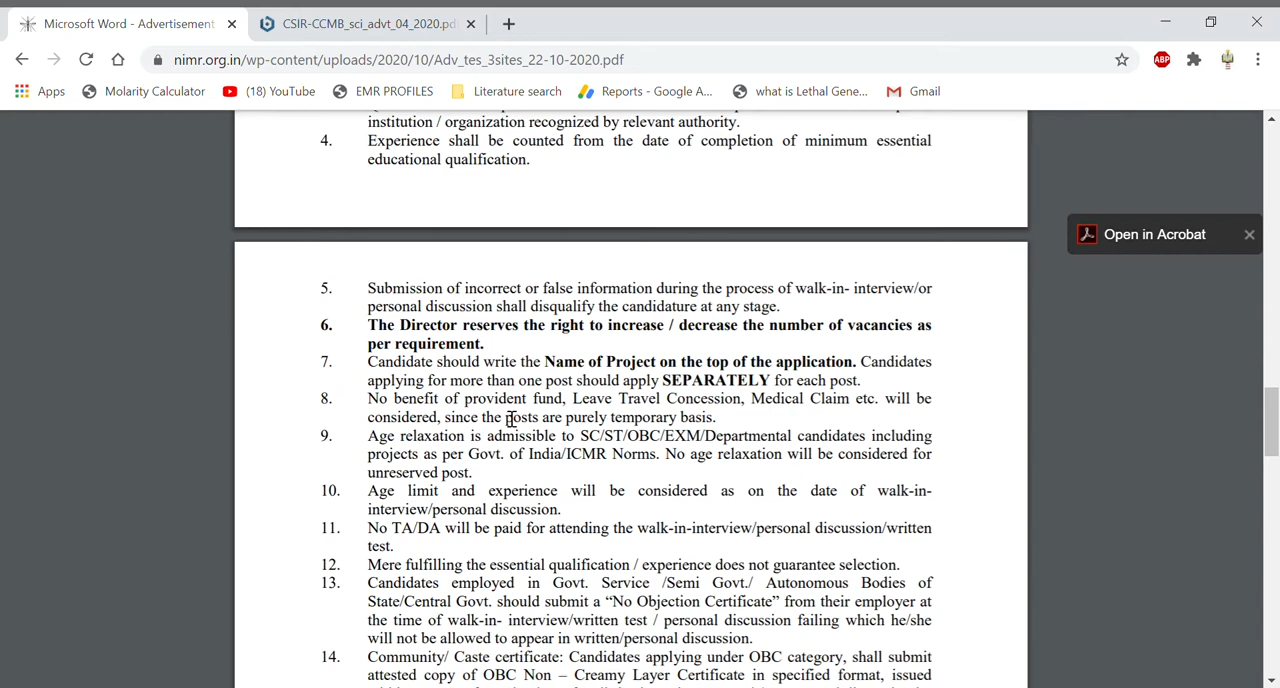 Microsoft Word - Advertisement
CSIR-CCMB_sci_advt_04_2020.pd
nimr.org.in/wp-content/uploads/2020/10/Adv_tes_3sites_22-10-2020.pdf
ABP
Apps
Molarity Calculator
(18) YouTube
EMR PROFILES
Literature search
Reports - Google A...
what is Lethal Gene...
Gmail
institution / organization recognized by relevant authority.
4. Experience shall be counted from the date of completion of minimum essential
educational qualification.
Open in Acrobat
5. Submission of incorrect or false information during the process of walk-in- interview/or
personal discussion shall disqualify the candidature at any stage.
6. The Director reserves the right to increase / decrease the number of vacancies as
per requirement.
7. Candidate should write the Name of Project on the top of the application. Candidates
applying for more than one post should apply SEPARATELY for each post.
8. No benefit of provident fund, Leave Travel Concession, Medical Claim etc. will be
considered, since the posts are purely temporary basis.
9. Age relaxation is admissible to SC/ST/OBC/EXM/Departmental candidates including
projects as per Govt. of India/ICMR Norms. No age relaxation will be considered for
unreserved post.
10. Age limit and experience will be considered as on the date of walk-in-
interview/personal discussion.
11. No TA/DA will be paid for attending the walk-in-interview/personal discussion/written
test.
12. Mere fulfilling the essential qualification / experience does not guarantee selection.
13. Candidates employed in Govt. Service /Semi Govt./ Autonomous Bodies of
State/Central Govt. should submit a “No Objection Certificate” from their employer at
the time of walk-in- interview/written test / personal discussion failing which he/she
will not be allowed to appear in written/personal discussion.
14. Community/ Caste certificate: Candidates applying under OBC category, shall submit
attested copy of OBC Non – Creamy Layer Certificate in specified format, issued